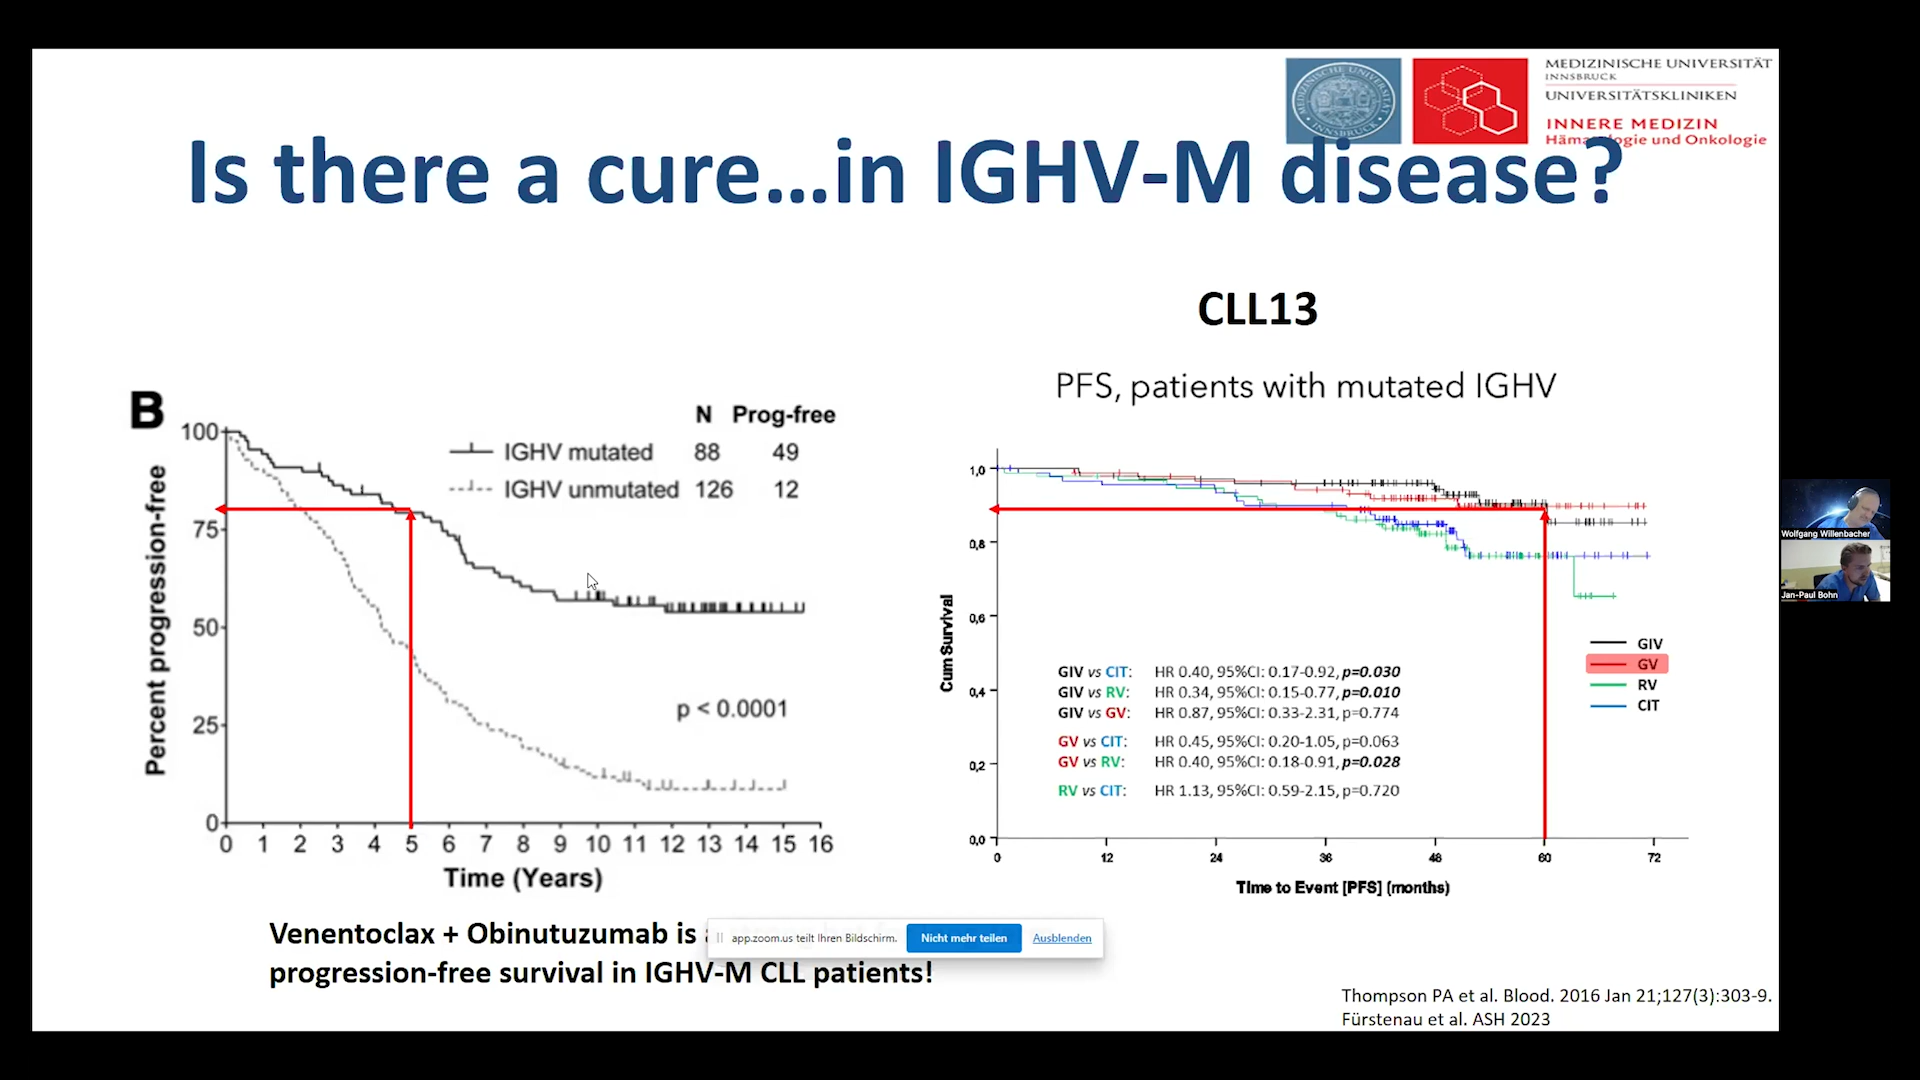 MEDIZINISCHE UNIVERSITÄT
INNSBRUCK
UNIVERSITÄTSKLINIKEN
INNERE MEDIZIN
Hämatologie und Onkologie
Is there a cure...in IGHV-M disease?
CLL13
PFS, patients with mutated IGHV
B
N Prog-free
IGHV mutated 88 49
IGHV unmutated 126 12
p < 0.0001
Percent progression-free
100
75
50
25
0
0 1 2 3 4 5 6 7 8 9 10 11 12 13 14 15 16
Time (Years)
Cum Survival
1,0
0,8
0,6
0,4
0,2
0,0
GIV
GV
RV
CIT
GIV vs CIT: HR 0.40, 95%CI: 0.17-0.92, p=0.030
GIV vs RV: HR 0.34, 95%CI: 0.15-0.77, p=0.010
GIV vs GV: HR 0.87, 95%CI: 0.33-2.31, p=0.774
GV vs CIT: HR 0.45, 95%CI: 0.20-1.05, p=0.063
GV vs RV: HR 0.40, 95%CI: 0.18-0.91, p=0.028
RV vs CIT: HR 1.13, 95%CI: 0.59-2.15, p=0.720
0 12 24 36 48 60 72
Time to Event [PFS] (months)
Venentoclax + Obinutuzumab is
progression-free survival in IGHV-M CLL patients!
app.zoom.us teilt Ihren Bildschirm.
Nicht mehr teilen
Ausblenden
Thompson PA et al. Blood. 2016 Jan 21;127(3):303-9.
Fürstenau et al. ASH 2023
Wolfgang Willenbacher
Jan-Paul Bohn